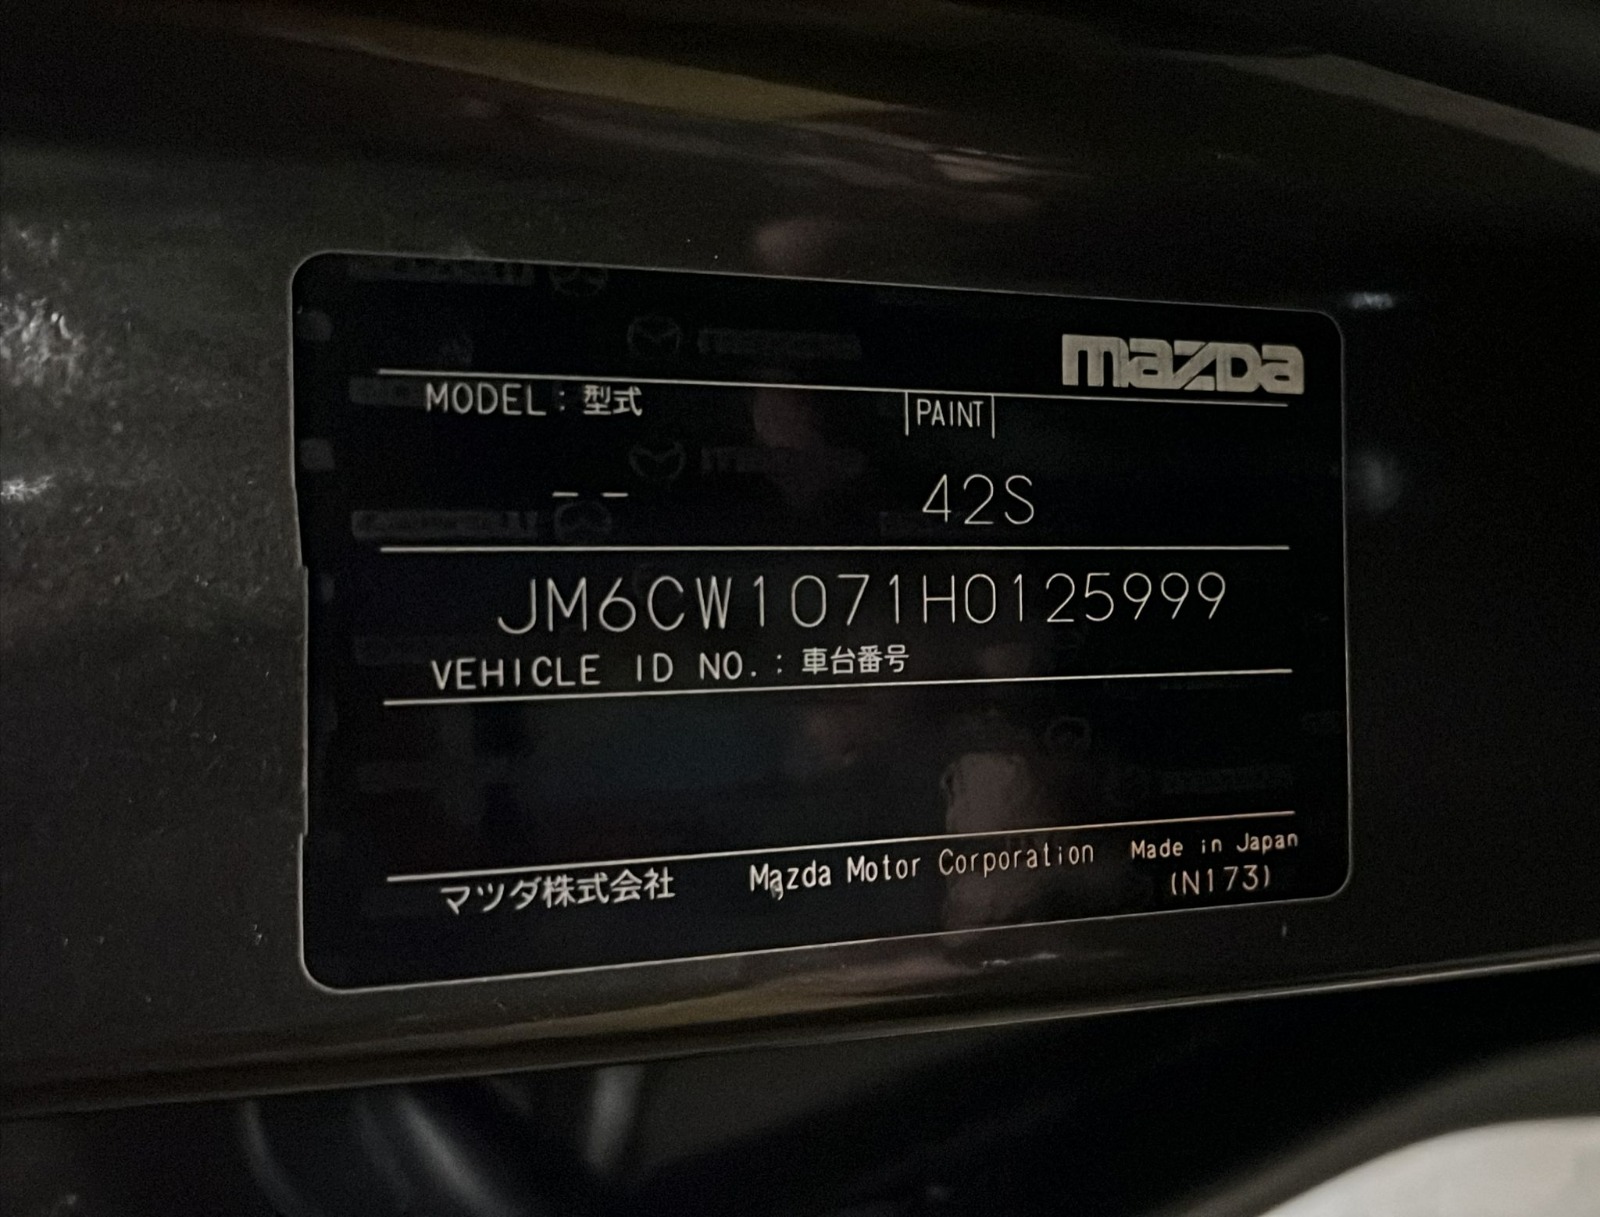 mazda
MODEL : 型式 PAINT
-- 42S
JM6CW1071H0125999
VEHICLE ID NO. : 車台番号
マツダ株式会社 Mazda Motor Corporation Made in Japan
(N173)